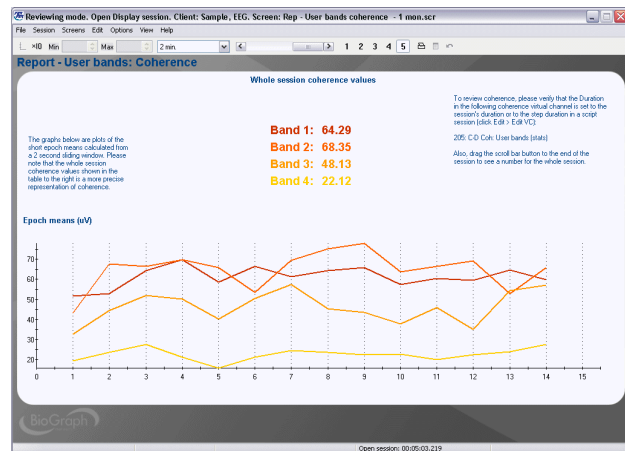 Reviewing mode. Open Display session. Client: Sample, EEG. Screen: Rep - User bands coherence - 1 mon.scr
File Session Screens Edit Options View Help
×10 Min Max 2 min. 1 2 3 4 5
Report - User bands: Coherence
Whole session coherence values
To review coherence, please verify that the Duration
in the following coherence virtual channel is set to the
session's duration or to the step duration in a script
session (click Edit > Edit VC):
205: C-D Coh: User bands (stats)
Also, drag the scroll bar button to the end of the
session to see a number for the whole session.
The graphs below are plots of the
short epoch means calculated from
a 2 second sliding window. Please
note that the whole session
coherence values shown in the
table to the right is a more precise
representation of coherence.
Band 1: 64.29
Band 2: 68.35
Band 3: 48.13
Band 4: 22.12
Epoch means (uV)
70
60
50
40
30
20
0 1 2 3 4 5 6 7 8 9 10 11 12 13 14 15
BioGraph
Open session: 00:05:03.219